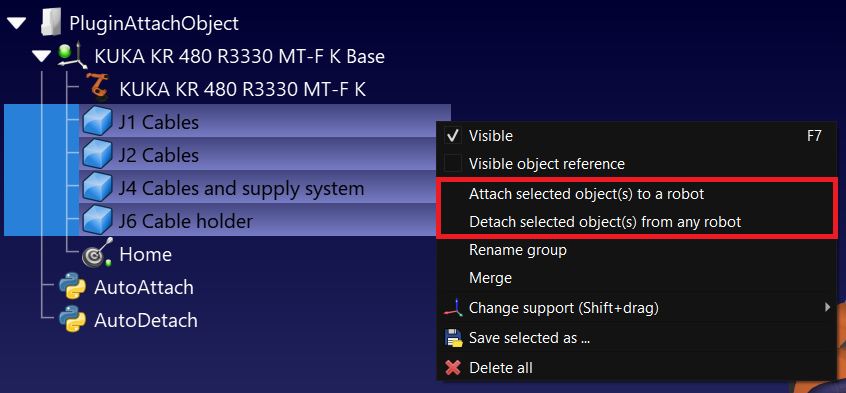 PluginAttachObject
KUKA KR 480 R3330 MT-F K Base
KUKA KR 480 R3330 MT-F K
J1 Cables
J2 Cables
J4 Cables and supply system
J6 Cable holder
Home
AutoAttach
AutoDetach
Visible F7
Visible object reference
Attach selected object(s) to a robot
Detach selected object(s) from any robot
Rename group
Merge
Change support (Shift+drag)
Save selected as ...
Delete all